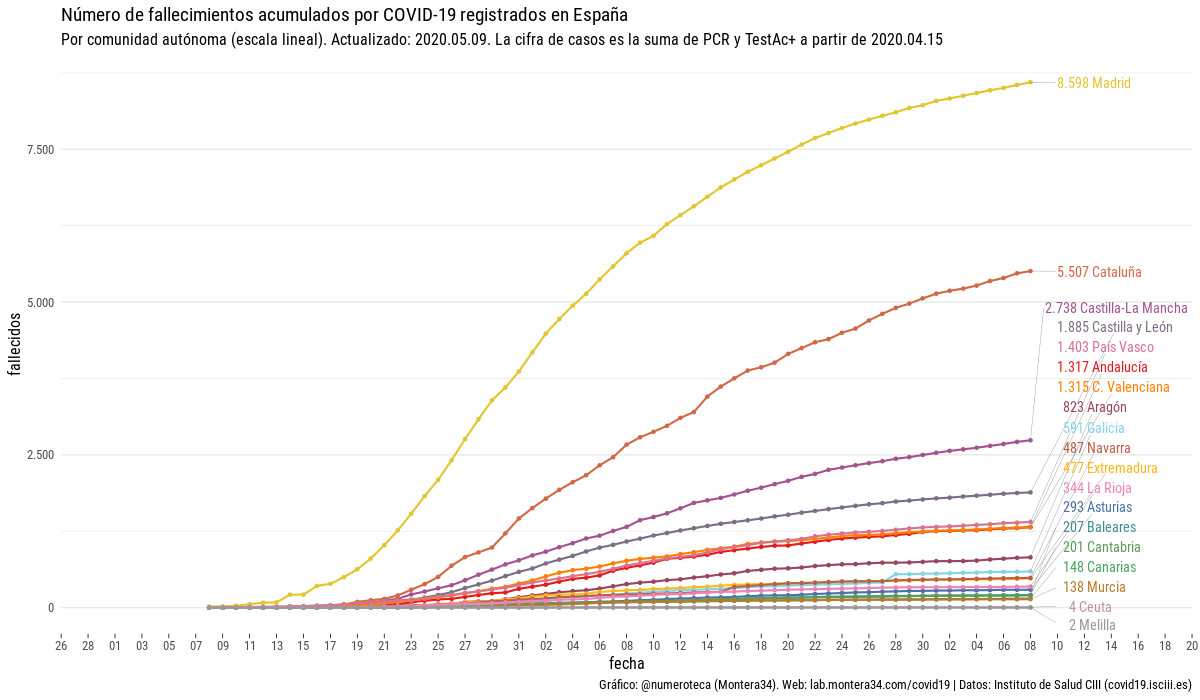 Número de fallecimientos acumulados por COVID-19 registrados en España
Por comunidad autónoma (escala lineal). Actualizado: 2020.05.09. La cifra de casos es la suma de PCR y TestAc+ a partir de 2020.04.15
8.598 Madrid
7.500
5.507 Cataluña
5.000
2.738 Castilla-La Mancha
1.885 Castilla y León
1.403 País Vasco
1.317 Andalucía
1.315 C. Valenciana
823 Aragón
591 Galicia
487 Navarra
477 Extremadura
344 La Rioja
293 Asturias
207 Baleares
201 Cantabria
148 Canarias
138 Murcia
4 Ceuta
2 Melilla
2.500
0
fallecidos
26 28 01 03 05 07 09 11 13 15 17 19 21 23 25 27 29 31 02 04 06 08 10 12 14 16 18 20 22 24 26 28 30 02 04 06 08 10 12 14 16 18 20
fecha
Gráfico: @numeroteca (Montera34). Web: lab.montera34.com/covid19 | Datos: Instituto de Salud CIII (covid19.isciii.es)